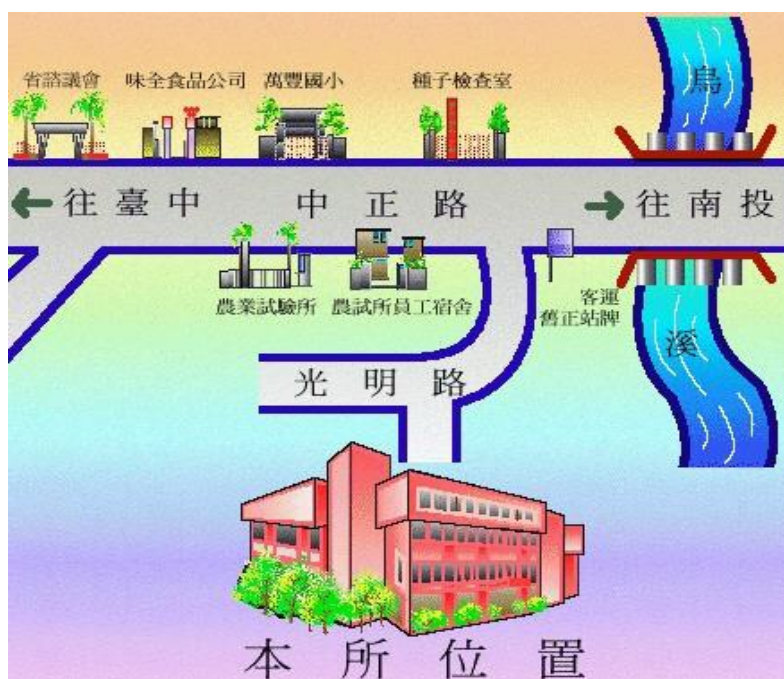 省諮議會
味全食品公司
萬豐國小
種子檢查室
烏
往臺中
中正路
往南投
農業試驗所
農試所員工宿舍
客運
舊正站牌
溪
光明路
本所位置